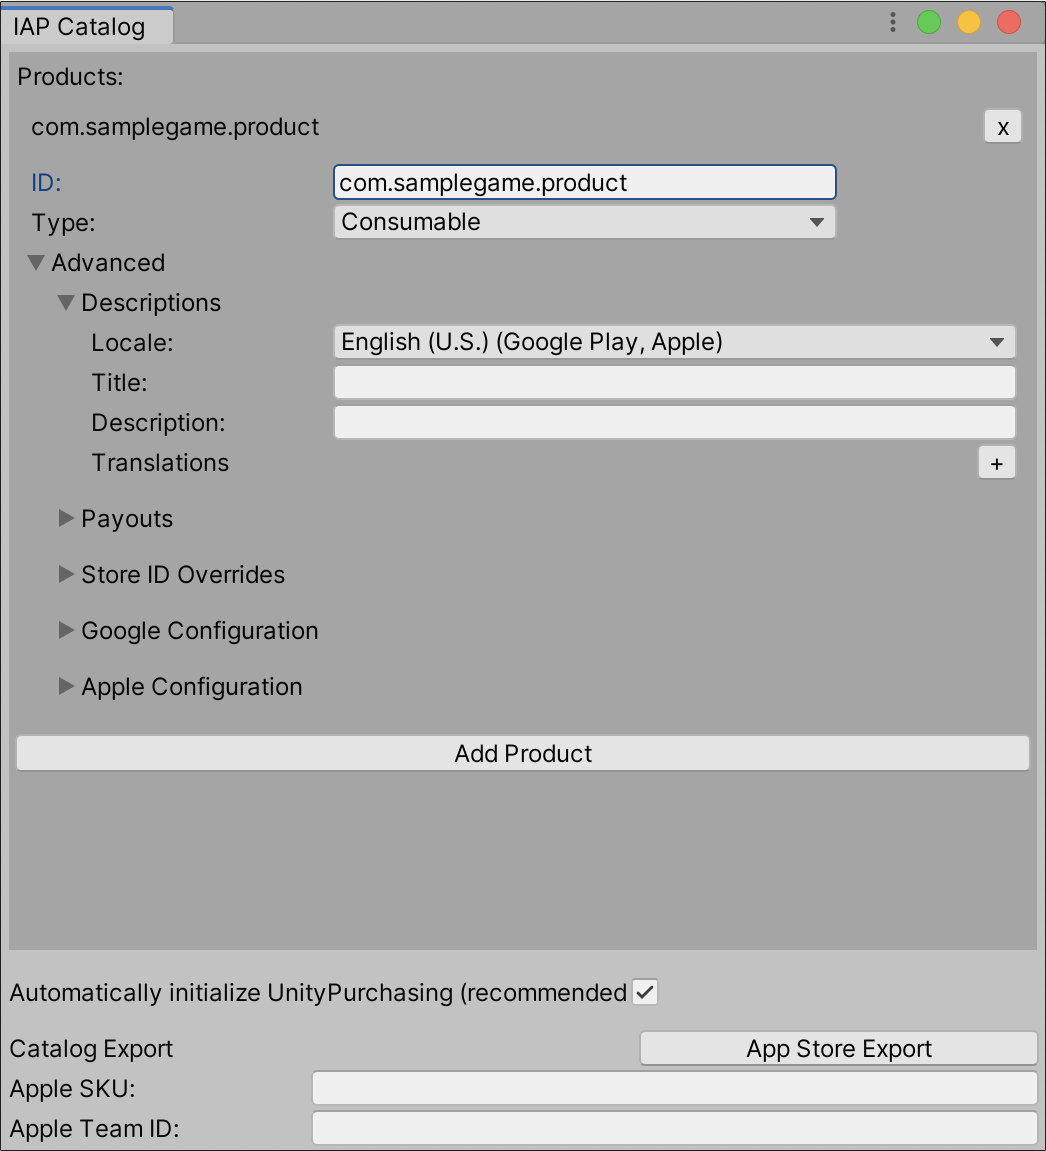 IAP Catalog
Products:
com.samplegame.product
x
ID: com.samplegame.product
Type: Consumable
Advanced
Descriptions
Locale: English (U.S.) (Google Play, Apple)
Title:
Description:
Translations +
Payouts
Store ID Overrides
Google Configuration
Apple Configuration
Add Product
Automatically initialize UnityPurchasing (recommended
Catalog Export App Store Export
Apple SKU:
Apple Team ID: